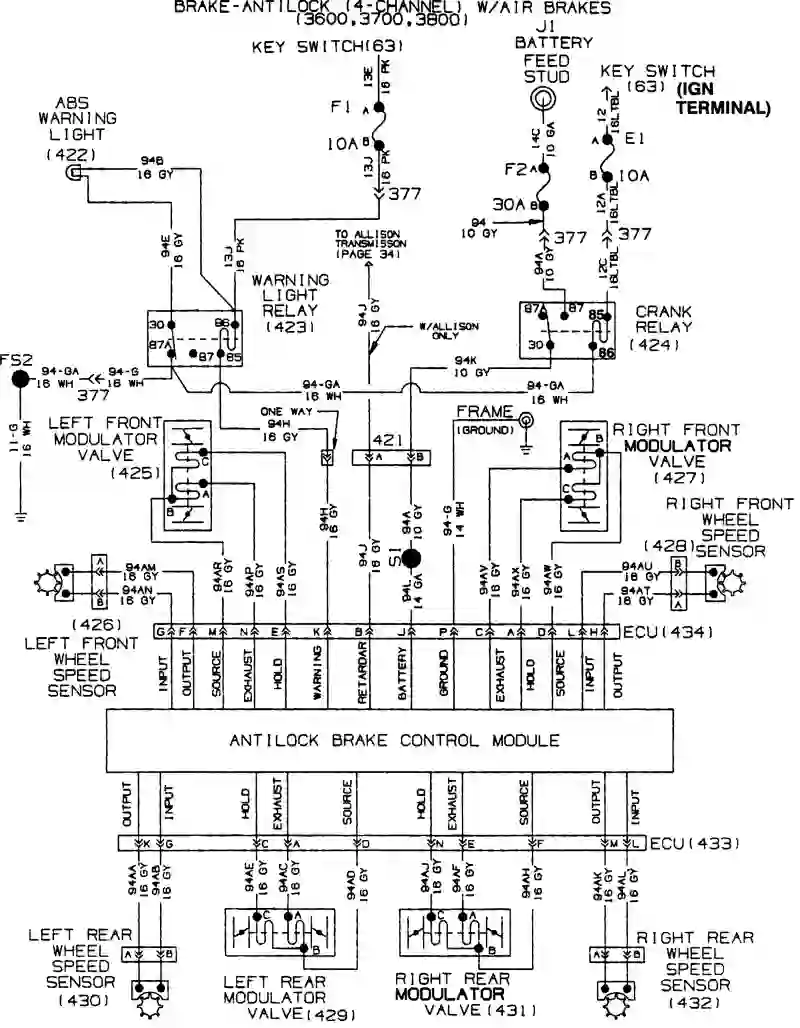 BRAKE-ANTILOCK (4-CHANNEL) W/AIR BRAKES
(3600,3700,3800)
KEY SWITCH(63)
J1
BATTERY
FEED
STUD
KEY SWITCH
(63) (IGN
TERMINAL)
ABS
WARNING
LIGHT
(422)
13E
16 PK
F1 A
10A B
13J
16 PK
377
14C
10 GA
F2 A
30A B
94
10 GY
377
94A
10 GY
12
16LTBL
A E1
B 10A
12A
16LTBL
377
12C
16LTBL
94B
16 GY
94E
16 GY
13J
16 PK
TO ALLISON
TRANSMISSON
(PAGE 34)
94J
16 GY
W/ALLISON
ONLY
WARNING
LIGHT
RELAY
(423)
30 86
87A 87 85
87A 87 85
30 86
CRANK
RELAY
(424)
FS2
94-GA
16 WH
94-G
16 WH
377
11-G
16 WH
94-GA
16 WH
94K
10 GY
94-GA
16 WH
LEFT FRONT
MODULATOR
VALVE
(425)
C
A
B
ONE WAY
94H
16 GY
421
A B
FRAME
(GROUND)
RIGHT FRONT
MODULATOR
VALVE
(427)
B
A
C
RIGHT FRONT
WHEEL
SPEED
SENSOR
(428)
94H
16 GY
94J
16 GY
94A
10 GY
S1
94L
14 GA
94-G
14 WH
94AR
16 GY
94AP
16 GY
94AS
16 GY
94AV
16 GY
94AX
16 GY
94AW
16 GY
A
B
94AM
16 GY
94AN
16 GY
94AU
16 GY
94AT
16 GY
B
A
(426)
LEFT FRONT
WHEEL
SPEED
SENSOR
G F M N E K B J P C A D L H ECU(434)
INPUT
OUTPUT
SOURCE
EXHAUST
HOLD
WARNING
RETARDAR
BATTERY
GROUND
EXHAUST
HOLD
SOURCE
INPUT
OUTPUT
ANTILOCK BRAKE CONTROL MODULE
OUTPUT
INPUT
HOLD
EXHAUST
SOURCE
HOLD
EXHAUST
SOURCE
OUTPUT
INPUT
K G C A D N E F M L ECU(433)
94AA
16 GY
94AB
16 GY
94AE
16 GY
94AC
16 GY
94AD
16 GY
94AJ
16 GY
94AF
16 GY
94AH
16 GY
94AK
16 GY
94AL
16 GY
LEFT REAR
WHEEL
SPEED
SENSOR
(430)
A B
C A
B
LEFT REAR
MODULATOR
VALVE(429)
C A
B
RIGHT REAR
MODULATOR
VALVE(431)
A B
RIGHT REAR
WHEEL
SPEED
SENSOR
(432)